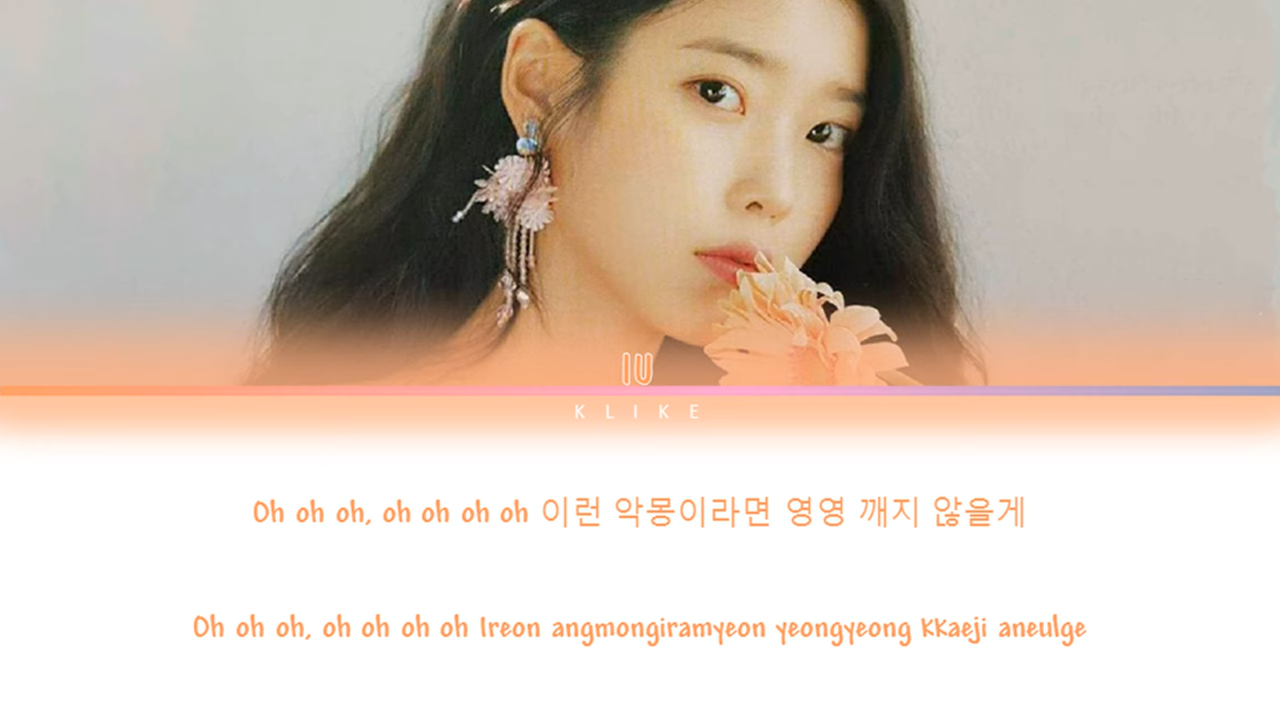 IU
KLIKE
Oh oh oh, oh oh oh oh 이런 악몽이라면 영영 깨지 않을게
Oh oh oh, oh oh oh oh Ireon angmongiramyeon yeongyeong KKaeji aneulge